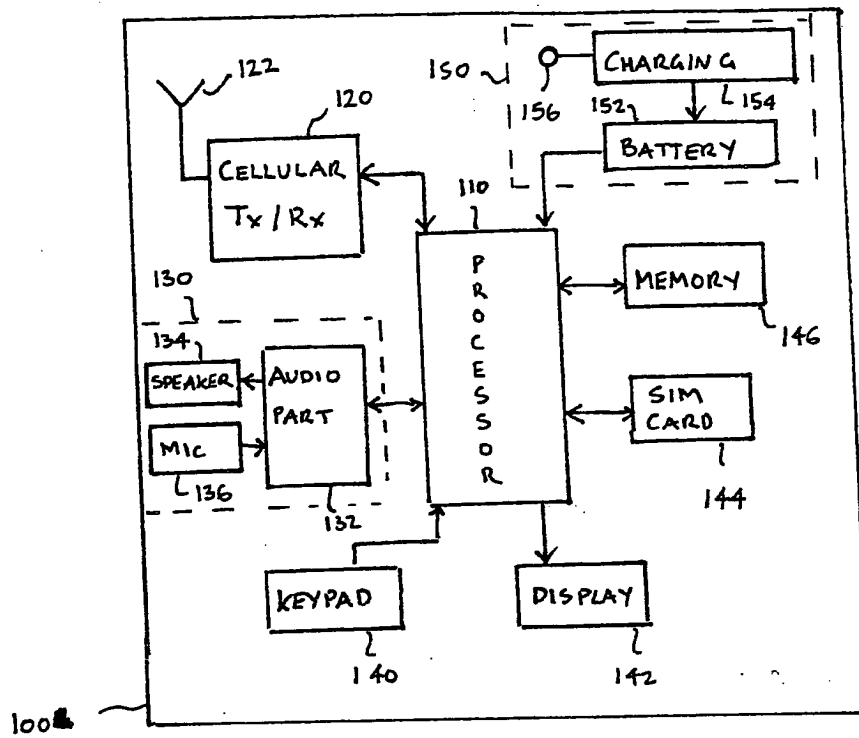 122
120
CELLULAR
Tx / Rx
150
156
CHARGING
154
152
BATTERY
110
PROCESSOR
MEMORY
146
130
134
SPEAKER
AUDIO
PART
MIC
136
132
SIM
CARD
144
KEYPAD
140
DISPLAY
142
100